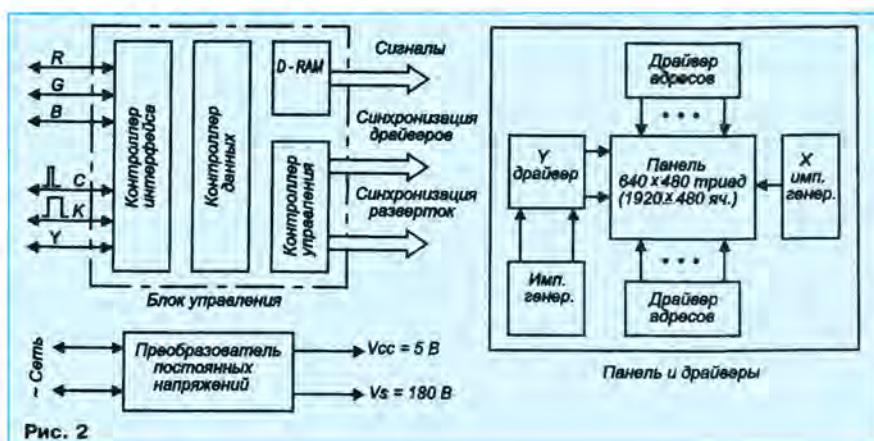 R
G
B
C
K
Y
Контроллер
интерфейса
Контроллер
данных
D - RAM
Контроллер
управления
Блок управления
Сигналы
Синхронизация
драйверов
Синхронизация
разверток
Драйвер
адресов
Y
драйвер
Панель
640 x 480 триад
(1920 x 480 яч.)
X
имп.
генер.
Имп.
генер.
Драйвер
адресов
Панель и драйверы
~ Сеть
Преобразователь
постоянных
напряжений
Vcc = 5 В
Vs = 180 В
Рис. 2